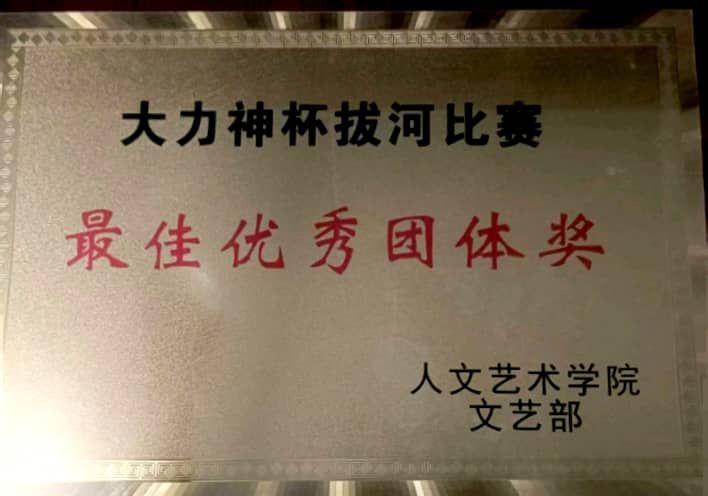 大力神杯拔河比赛
最佳优秀团体奖
人文艺术学院
文艺部